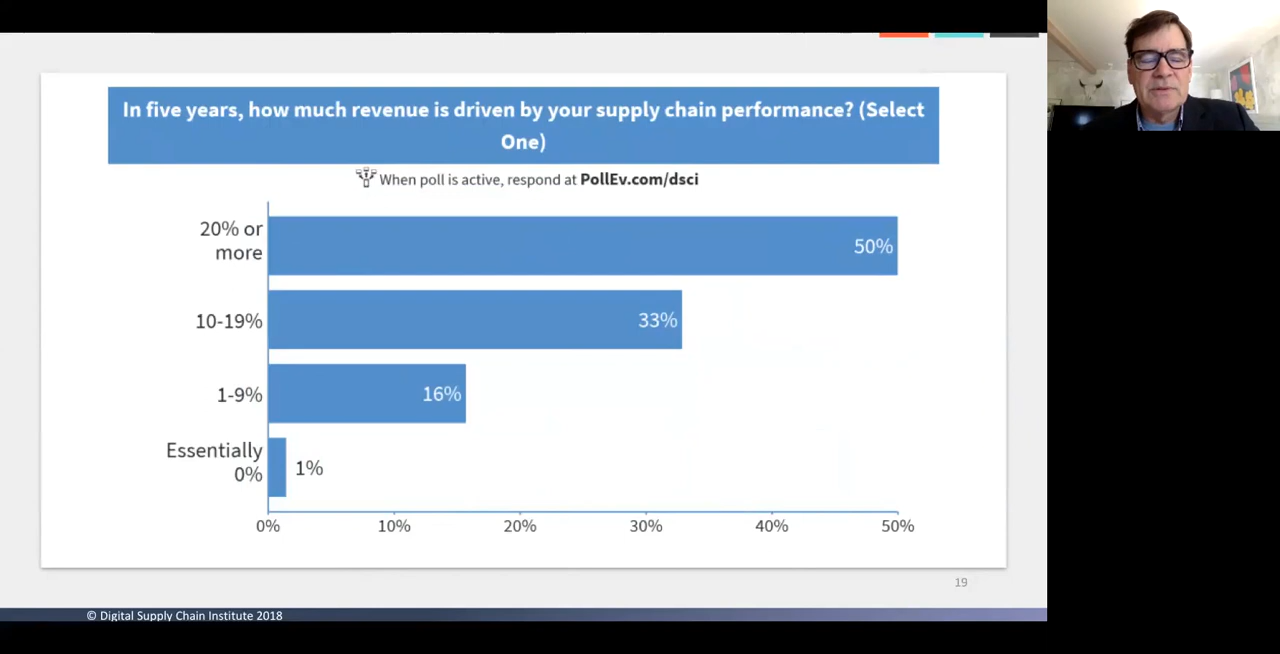 In five years, how much revenue is driven by your supply chain performance? (Select
One)
When poll is active, respond at PollEv.com/dsci
20% or
more
50%
10-19%
33%
1-9%
16%
Essentially
0%
1%
0%
10%
20%
30%
40%
50%
19
© Digital Supply Chain Institute 2018